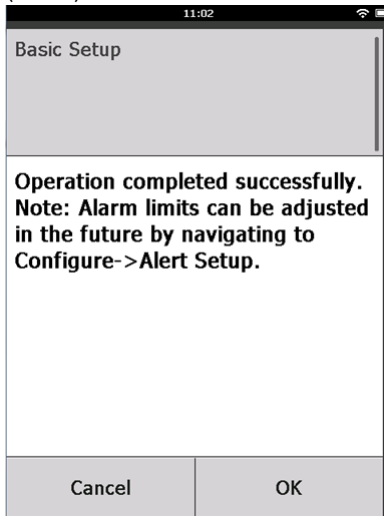 11:02
Basic Setup
Operation completed successfully.
Note: Alarm limits can be adjusted
in the future by navigating to
Configure->Alert Setup.
Cancel
OK